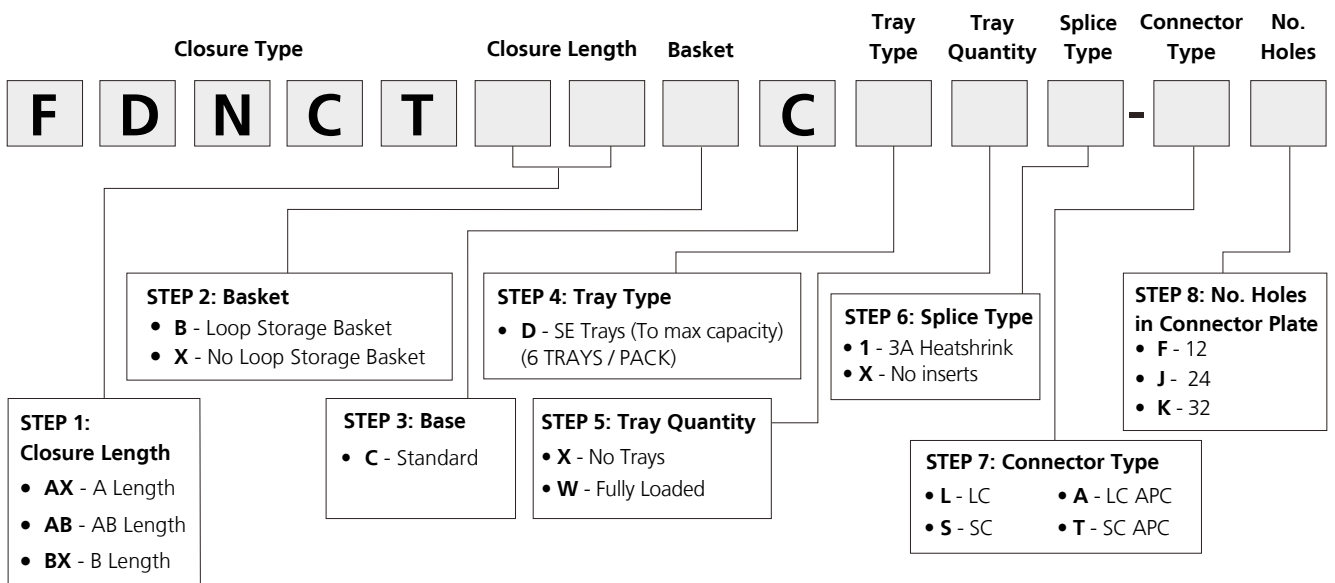 Closure Type
Closure Length
Basket
Tray
Type
Tray
Quantity
Splice
Type
Connector
Type
No.
Holes
F D N C T C -
STEP 1:
Closure Length
• AX - A Length
• AB - AB Length
• BX - B Length
STEP 2: Basket
• B - Loop Storage Basket
• X - No Loop Storage Basket
STEP 3: Base
• C - Standard
STEP 4: Tray Type
• D - SE Trays (To max capacity)
(6 TRAYS / PACK)
STEP 5: Tray Quantity
• X - No Trays
• W - Fully Loaded
STEP 6: Splice Type
• 1 - 3A Heatshrink
• X - No inserts
STEP 7: Connector Type
• L - LC • A - LC APC
• S - SC • T - SC APC
STEP 8: No. Holes
in Connector Plate
• F - 12
• J - 24
• K - 32